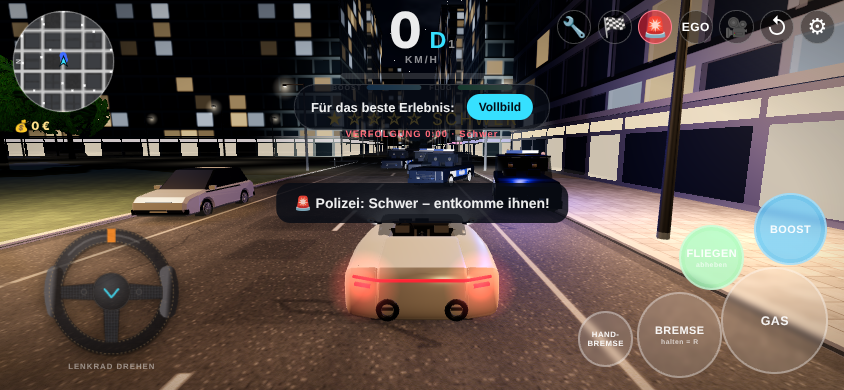 0 D1
KM/H
EGO
💰0 €
Für das beste Erlebnis: Vollbild
VERFOLGUNG 0:00 · Schwer
🚨 Polizei: Schwer – entkomme ihnen!
BOOST
FLIEGEN
GAS
BREMSE
halten = R
HAND-
BREMSE
LENKRAD DREHEN